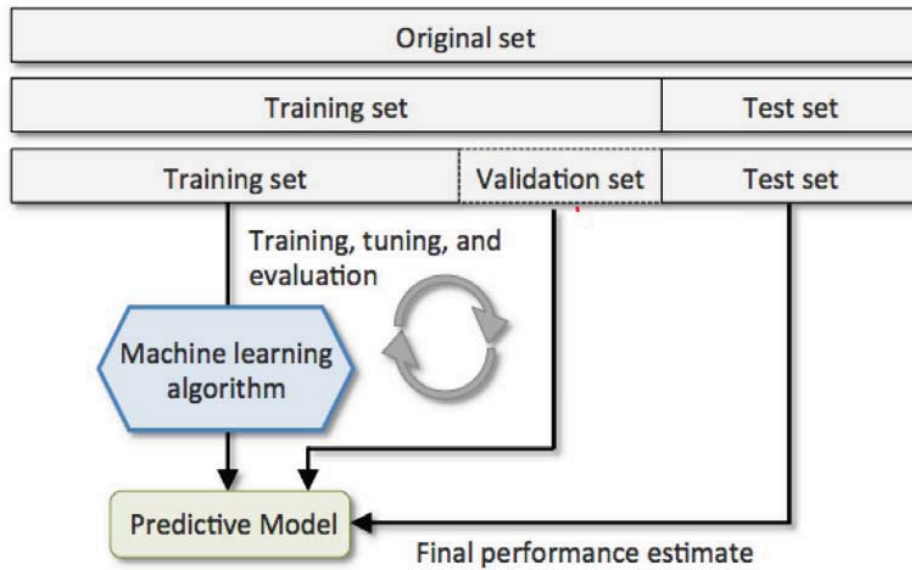 Original set
Training set
Test set
Training set
Validation set
Test set
Training, tuning, and
evaluation
Machine learning
algorithm
Predictive Model
Final performance estimate